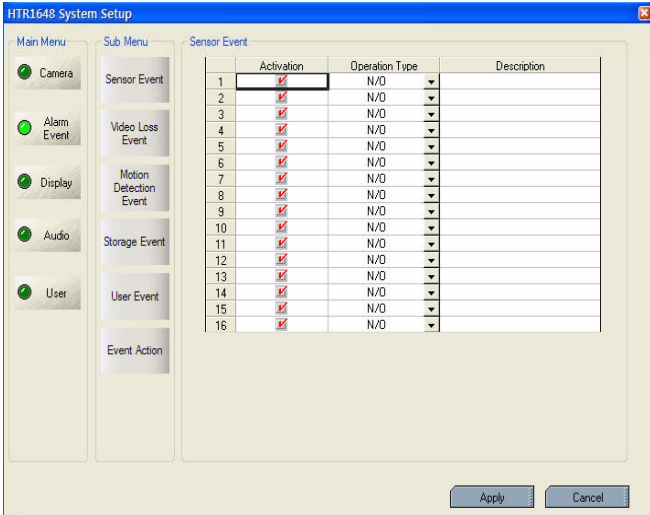 HTR1648 System Setup
Main Menu
Camera
Alarm
Event
Display
Audio
User
Sub Menu
Sensor Event
Video Loss
Event
Motion
Detection
Event
Storage Event
User Event
Event Action
Sensor Event
Activation Operation Type Description
1 N/O
2 N/O
3 N/O
4 N/O
5 N/O
6 N/O
7 N/O
8 N/O
9 N/O
10 N/O
11 N/O
12 N/O
13 N/O
14 N/O
15 N/O
16 N/O
Apply Cancel